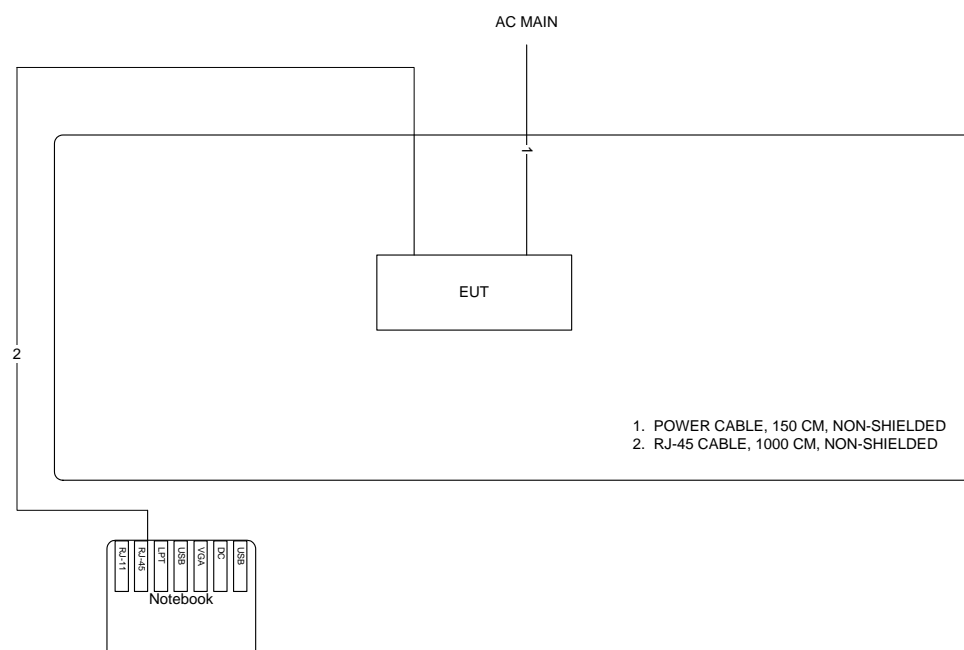 AC MAIN
1
EUT
2
1. POWER CABLE, 150 CM, NON-SHIELDED
2. RJ-45 CABLE, 1000 CM, NON-SHIELDED
RJ-11
RJ-45
LPT
USB
VGA
DC
USB
Notebook